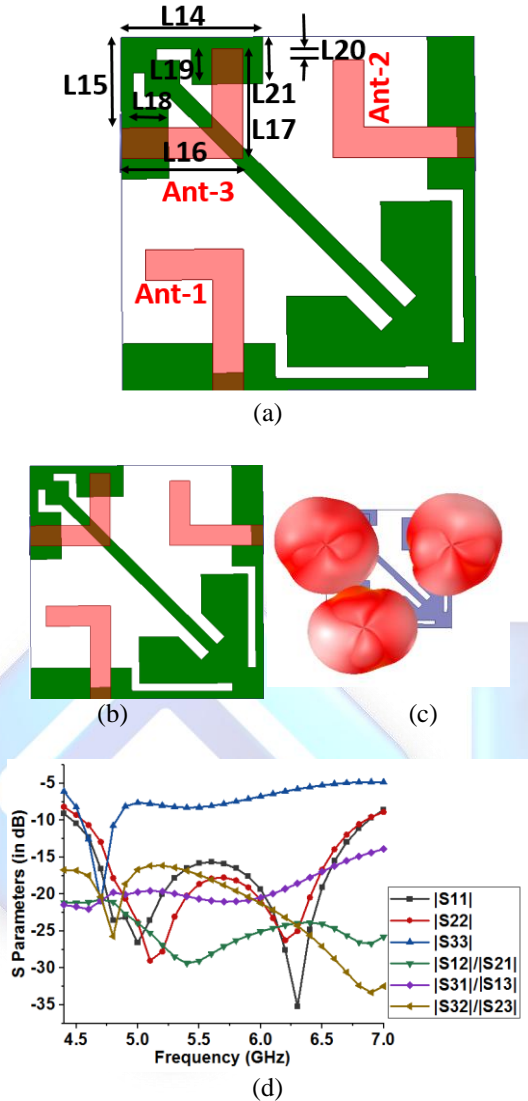 L14
L20
L15
L19
Ant-2
L18
L21
L17
L16
Ant-3
Ant-1
(a)
(b)
(c)
-5
-10
-15
-20
-25
-30
-35
S Parameters (in dB)
|S11|
|S22|
|S33|
|S12|/|S21|
|S31|/|S13|
|S32|/|S23|
4.5 5.0 5.5 6.0 6.5 7.0
Frequency (GHz)
(d)